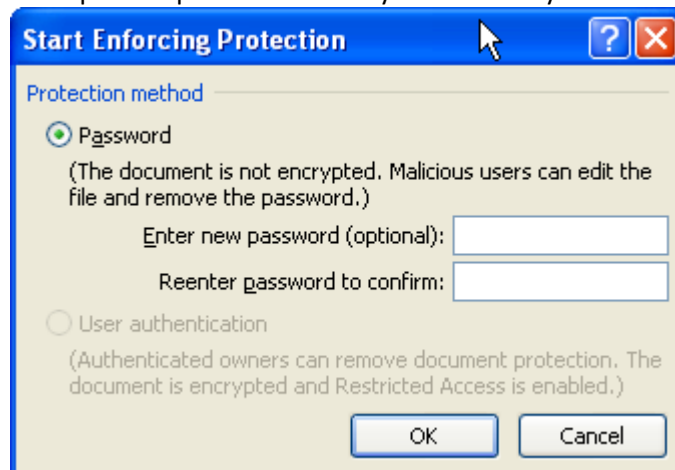 Start Enforcing Protection
Protection method
Password
(The document is not encrypted. Malicious users can edit the
file and remove the password.)
Enter new password (optional):
Reenter password to confirm:
User authentication
(Authenticated owners can remove document protection. The
document is encrypted and Restricted Access is enabled.)
OK Cancel